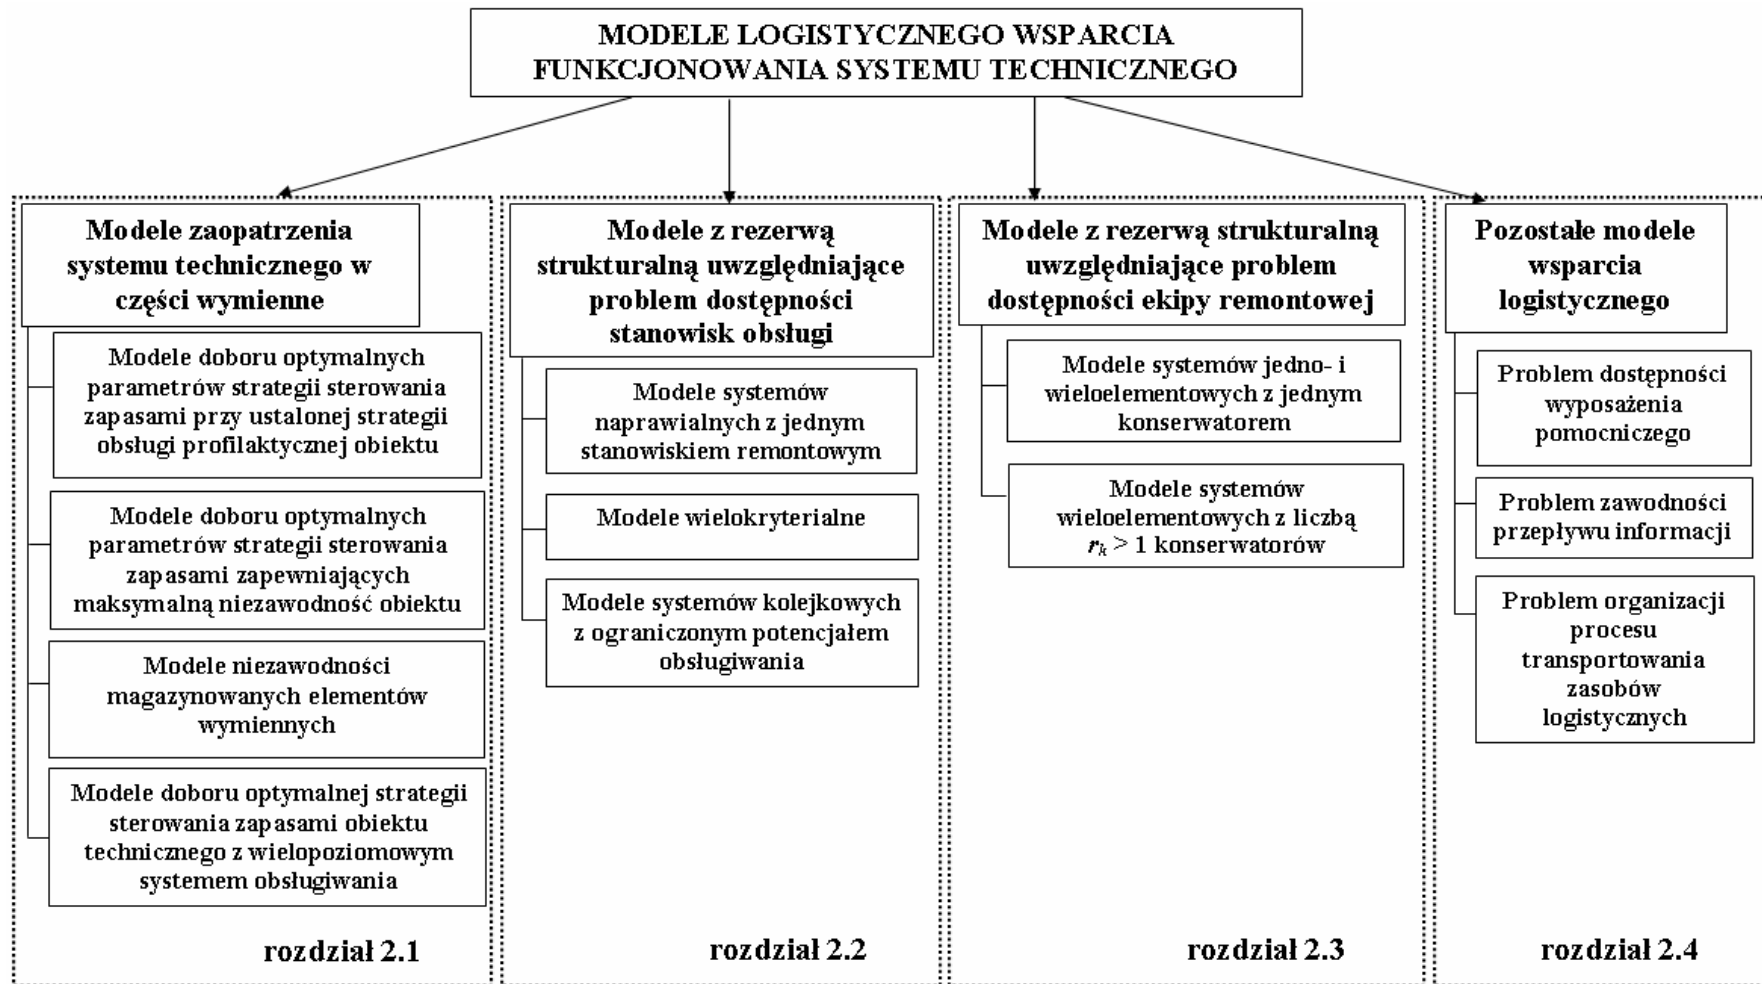 MODELE LOGISTYCZNEGO WSPARCIA
FUNKCJONOWANIA SYSTEMU TECHNICZNEGO
Modele zaopatrzenia
systemu technicznego w
części wymienne
Modele doboru optymalnych
parametrów strategii sterowania
zapasami przy ustalonej strategii
obsługi profilaktycznej obiektu
Modele doboru optymalnych
parametrów strategii sterowania
zapasami zapewniających
maksymalną niezawodność obiektu
Modele niezawodności
magazynowanych elementów
wymiennych
Modele doboru optymalnej strategii
sterowania zapasami obiektu
technicznego z wielopoziomowym
systemem obsługiwania
rozdział 2.1
Modele z rezerwą
strukturalną uwzględniające
problem dostępności
stanowisk obsługi
Modele systemów
naprawialnych z jednym
stanowiskiem remontowym
Modele wielokryterialne
Modele systemów kolejkowych
z ograniczonym potencjałem
obsługiwania
rozdział 2.2
Modele z rezerwą strukturalną
uwzględniające problem
dostępności ekipy remontowej
Modele systemów jedno- i
wieloelementowych z jednym
konserwatorem
Modele systemów
wieloelementowych z liczbą
rₖ > 1 konserwatorów
rozdział 2.3
Pozostałe modele
wsparcia
logistycznego
Problem dostępności
wyposażenia
pomocniczego
Problem zawodności
przepływu informacji
Problem organizacji
procesu
transportowania
zasobów
logistycznych
rozdział 2.4